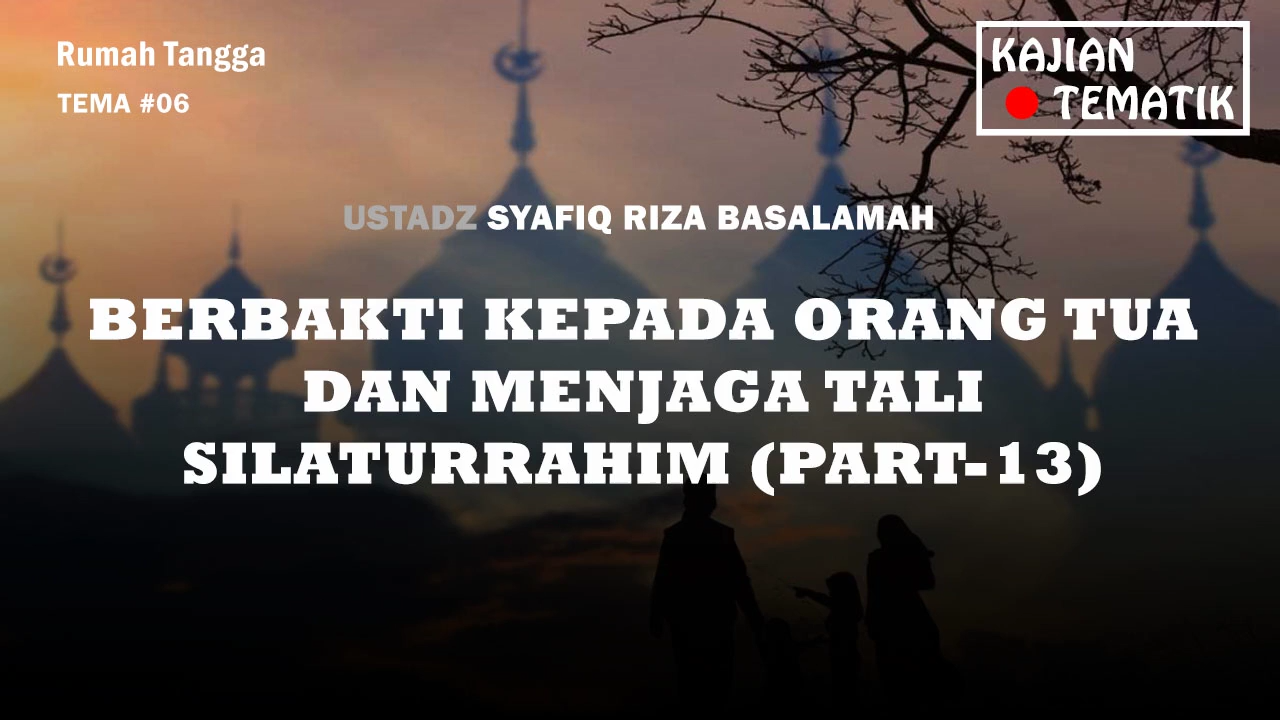 Rumah Tangga
TEMA #06
KAJIAN
TEMATIK
USTADZ SYAFIQ RIZA BASALAMAH
BERBAKTI KEPADA ORANG TUA
DAN MENJAGA TALI
SILATURRAHIM (PART-13)